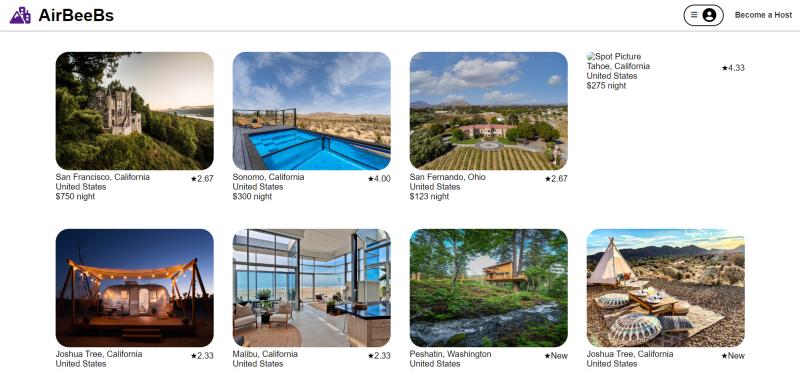 AirBeeBs
Become a Host
San Francisco, California ★2.67
United States
$750 night
Sonomo, California ★4.00
United States
$300 night
San Fernando, Ohio ★2.67
United States
$123 night
Spot Picture
Tahoe, California ★4.33
United States
$275 night
Joshua Tree, California ★2.33
United States
Malibu, California ★2.33
United States
Peshatin, Washington ★New
United States
Joshua Tree, California ★New
United States